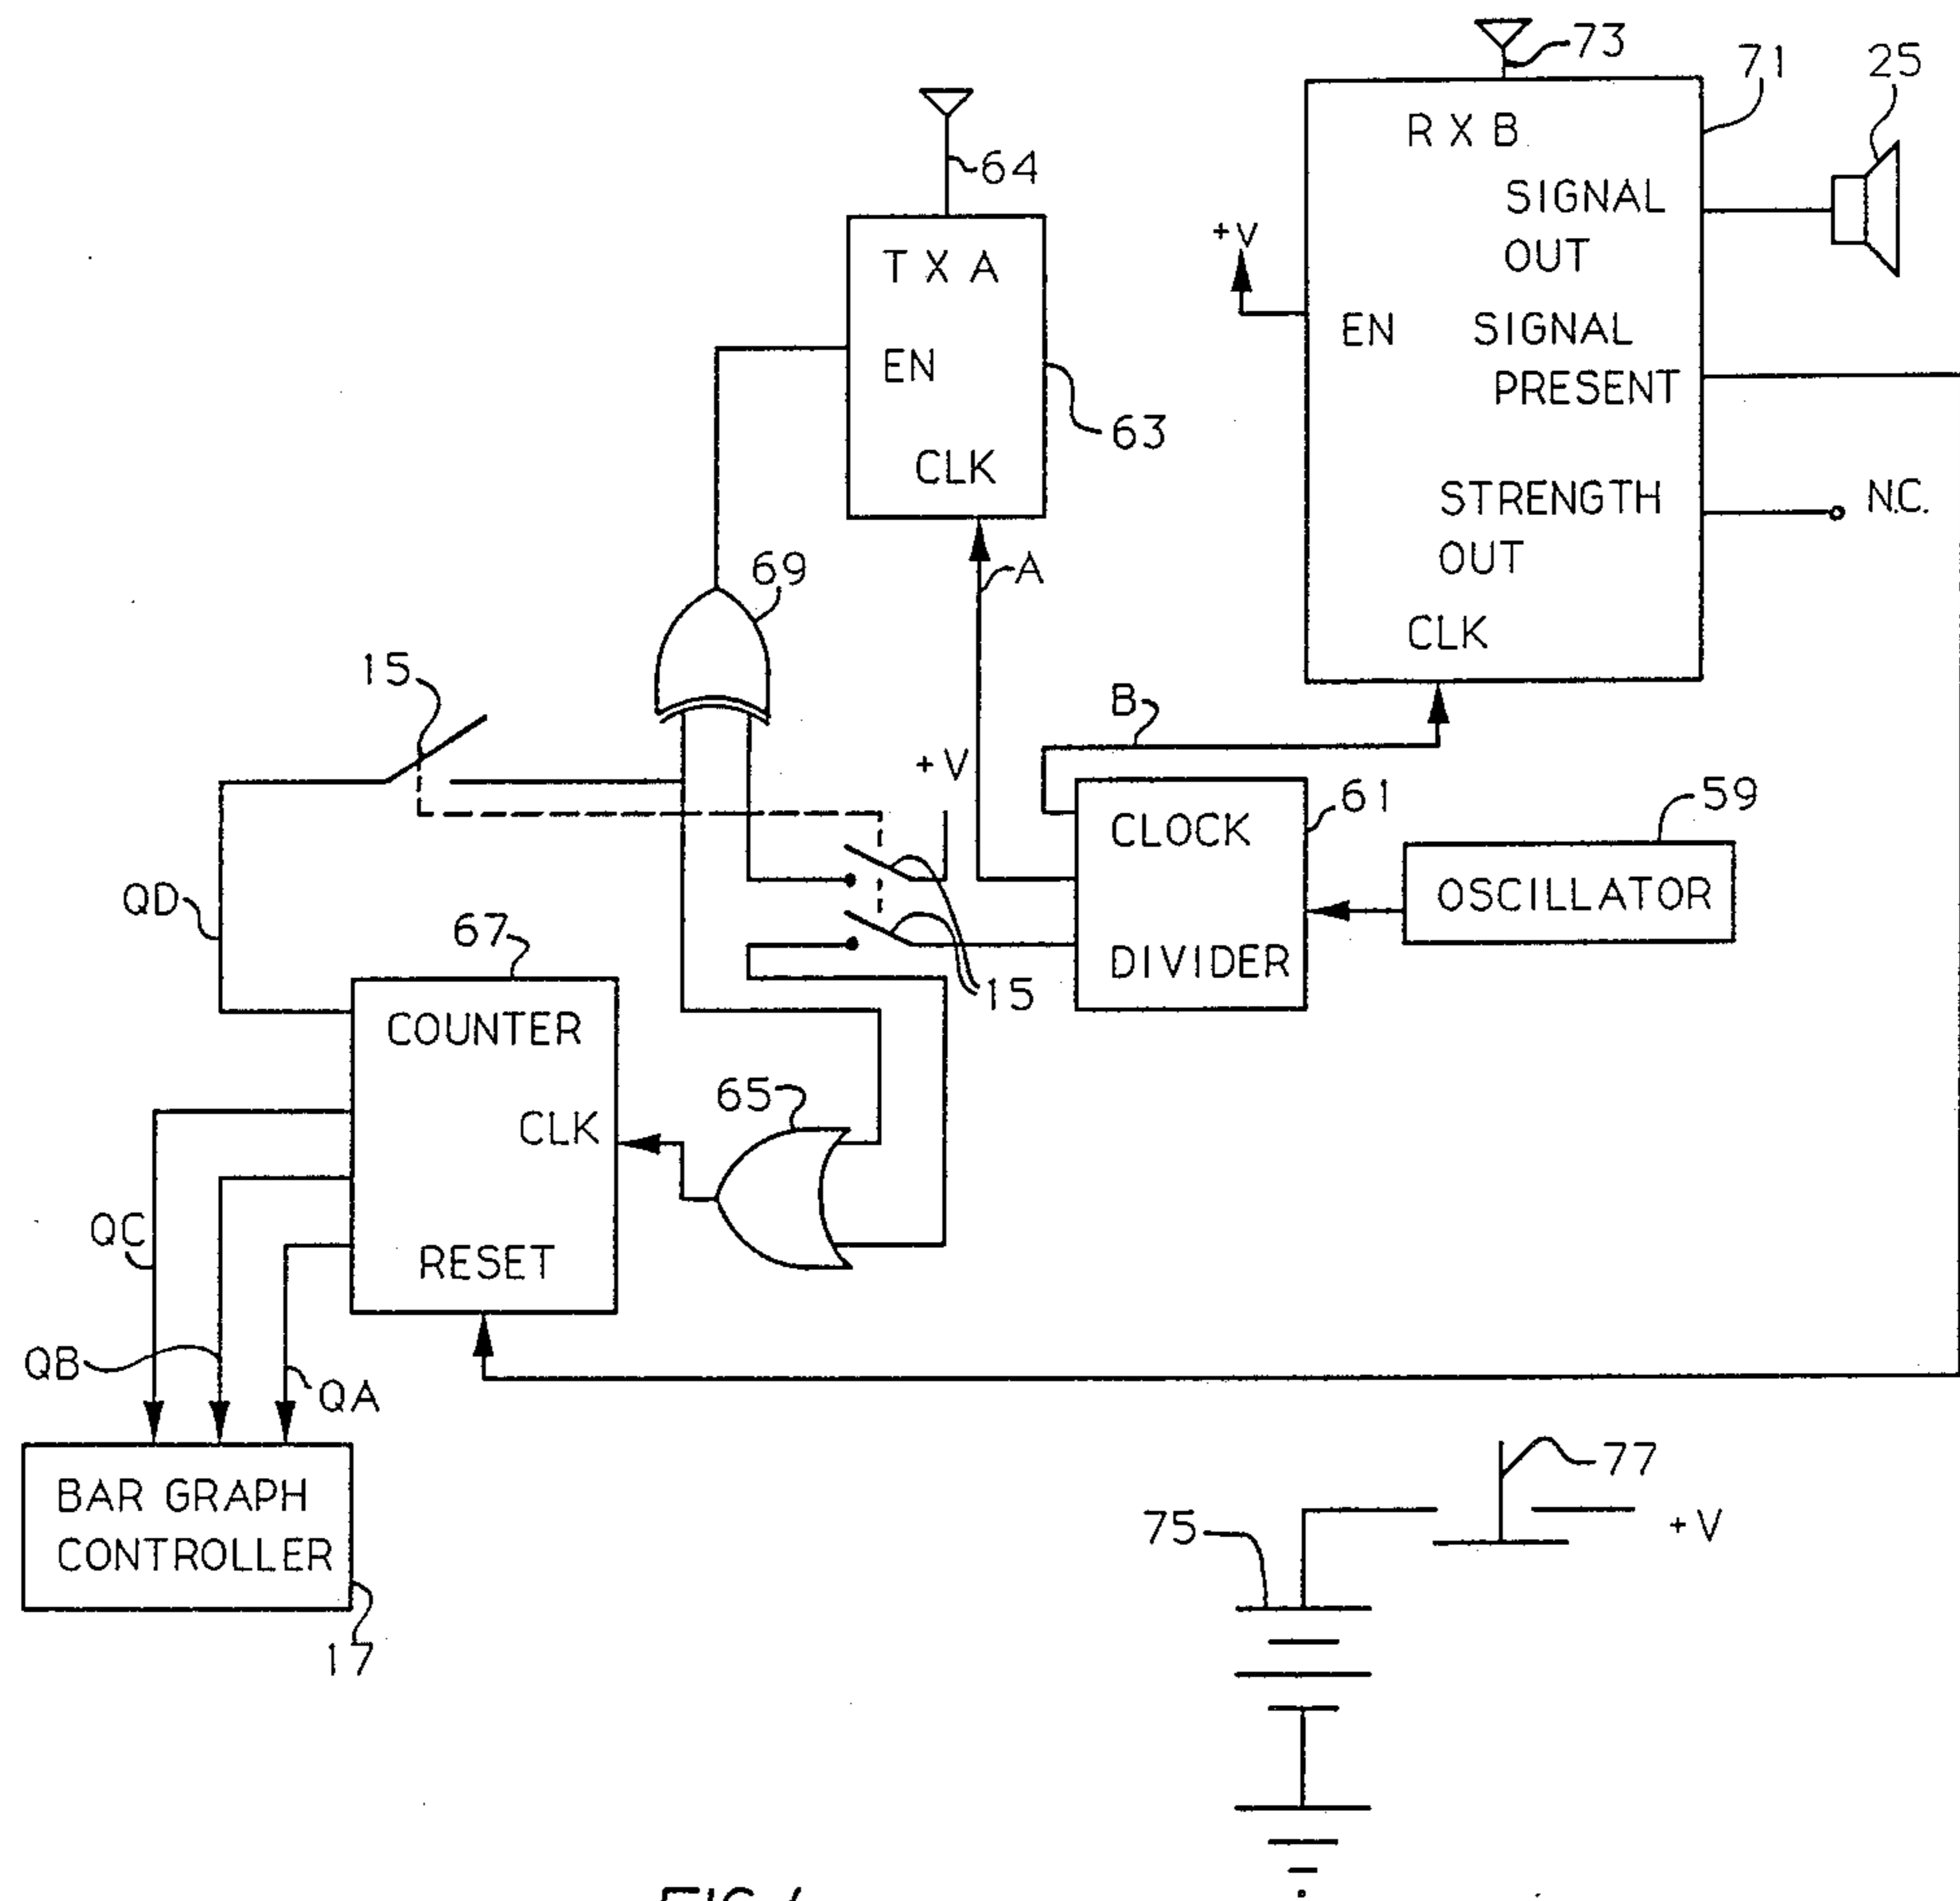 73
71
25
64
R X B
SIGNAL
OUT
+V
T X A
EN
SIGNAL
PRESENT
EN
63
CLK
STRENGTH
OUT
N.C.
69
A
CLK
15
B
+V
61
59
CLOCK
DIVIDER
OSCILLATOR
QD
67
15
COUNTER
65
CLK
QC
RESET
QB
QA
77
BAR GRAPH
CONTROLLER
75
+V
17